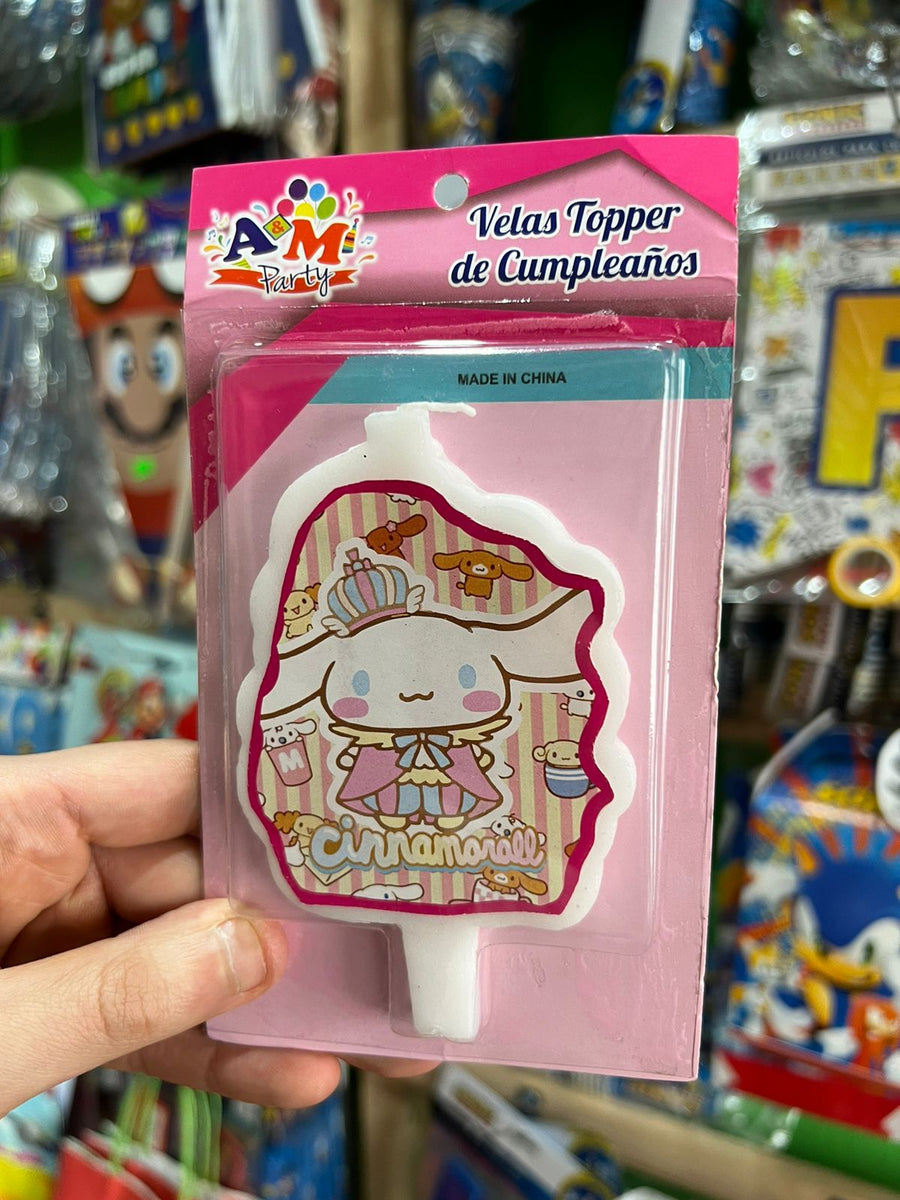 A&M
Party
Velas Topper
de Cumpleaños
MADE IN CHINA
M
cinnamoroll